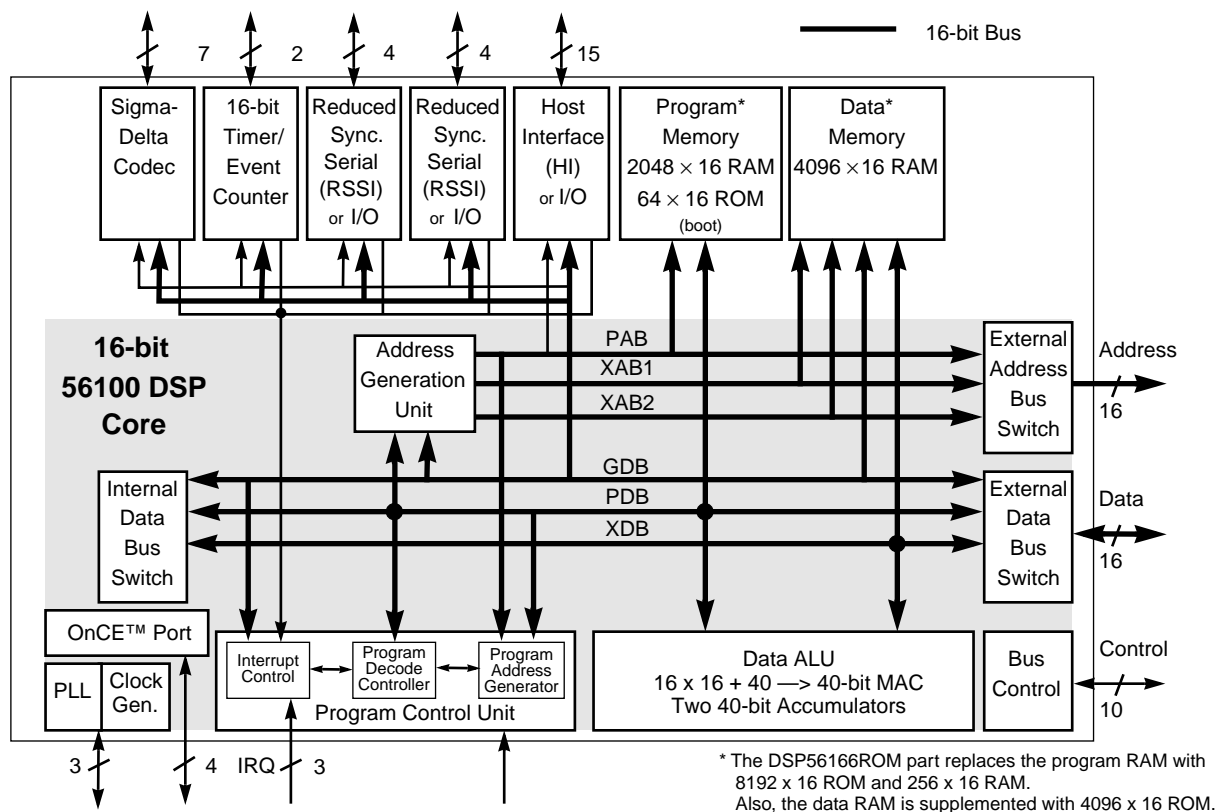 16-bit Bus
7
2
4
4
15
Sigma-
Delta
Codec
16-bit
Timer/
Event
Counter
Reduced
Sync.
Serial
(RSSI)
or I/O
Reduced
Sync.
Serial
(RSSI)
or I/O
Host
Interface
(HI)
or I/O
Program*
Memory
2048 × 16 RAM
64 × 16 ROM
(boot)
Data*
Memory
4096 × 16 RAM
16-bit
56100 DSP
Core
Address
Generation
Unit
PAB
XAB1
XAB2
External
Address
Bus
Switch
Address
16
Internal
Data
Bus
Switch
GDB
PDB
XDB
External
Data
Bus
Switch
Data
16
OnCE™ Port
PLL
Clock
Gen.
Interrupt
Control
Program
Decode
Controller
Program
Address
Generator
Program Control Unit
Data ALU
16 x 16 + 40 —> 40-bit MAC
Two 40-bit Accumulators
Bus
Control
Control
10
3
4
IRQ
3
* The DSP56166ROM part replaces the program RAM with
8192 x 16 ROM and 256 x 16 RAM.
Also, the data RAM is supplemented with 4096 x 16 ROM.